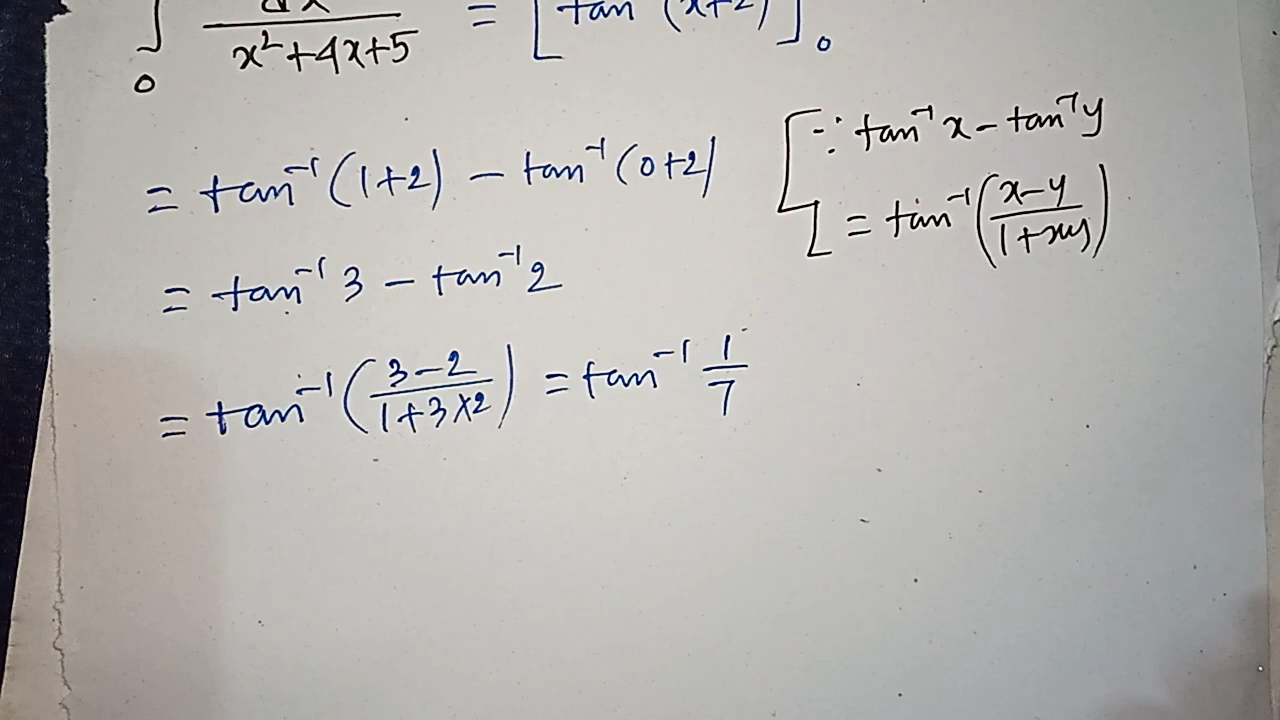 ∫ dx / x²+4x+5 = [tan (x+2)]₀
0
= tan⁻¹(1+2) − tan⁻¹(0+2)
[∵ tan⁻¹x − tan⁻¹y
= tan⁻¹(x−y / 1+xy)
= tan⁻¹3 − tan⁻¹2
= tan⁻¹(3−2 / 1+3×2) = tan⁻¹ 1/7